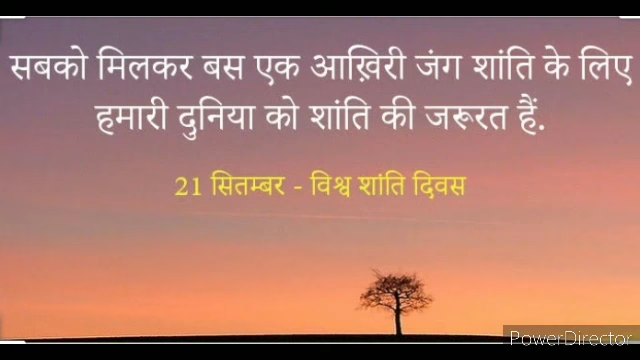 सबको मिलकर बस एक आख़िरी जंग शांति के लिए
हमारी दुनिया को शांति की जरूरत हैं.
21 सितम्बर - विश्व शांति दिवस
PowerDirector